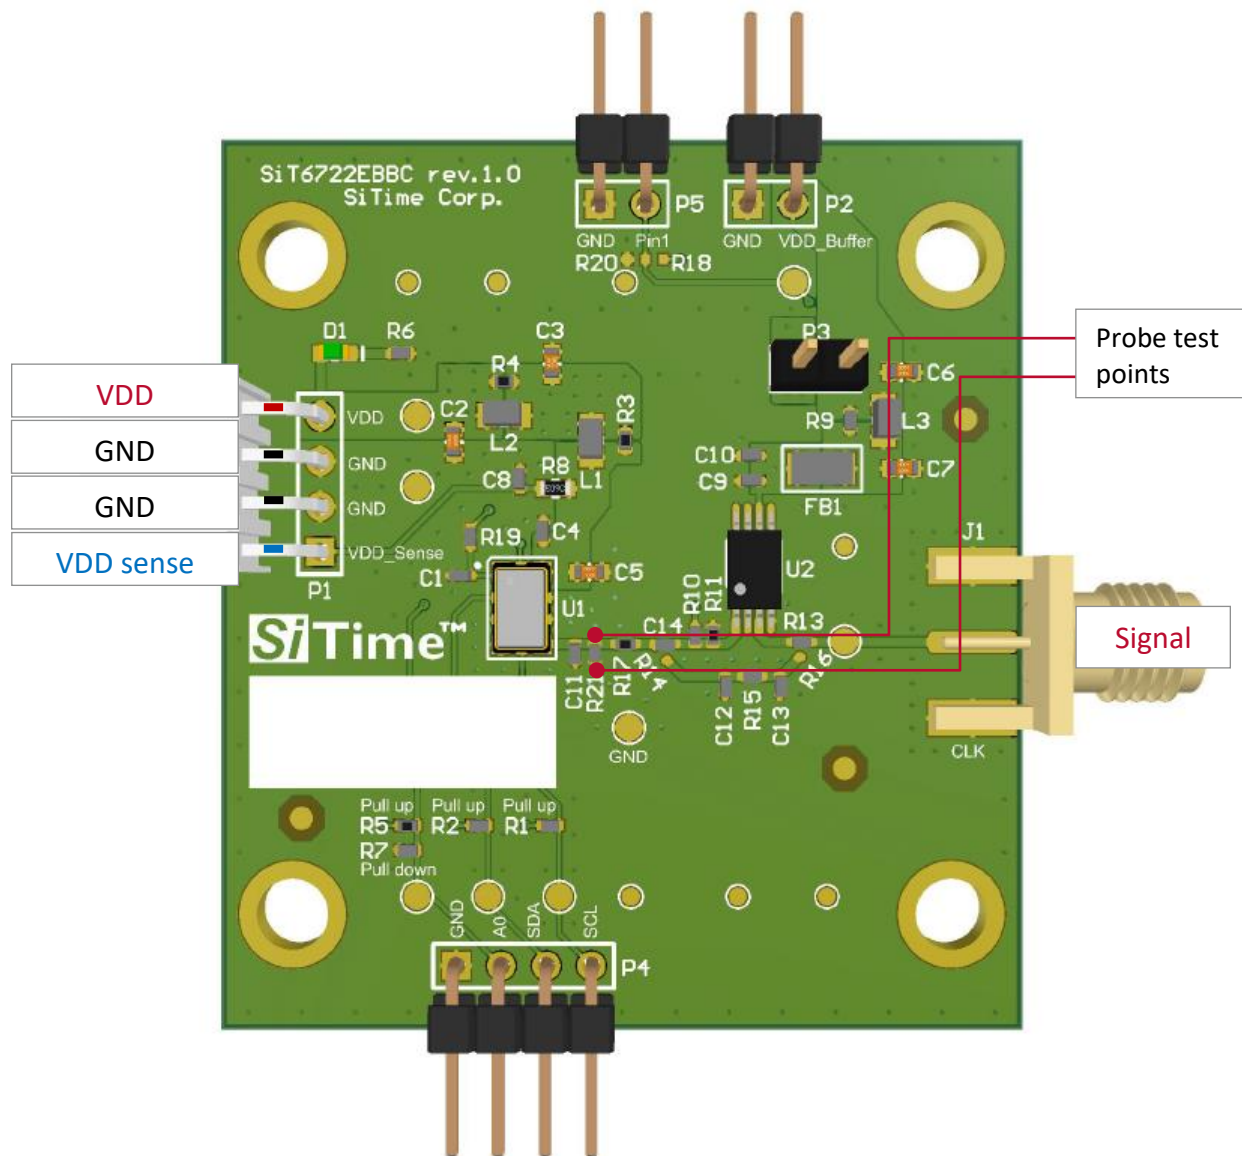 SiT6722EBBC rev.1.0
SiTime Corp.
P5
P2
GND
Pin1
GND
VDD_Buffer
R20
R18
D1
R6
C3
P3
Probe test
points
R4
C6
VDD
VDD
C2
L2
R3
R9
L3
GND
GND
C10
C7
C8
R8
L1
C9
FB1
GND
GND
R19
C4
J1
VDD sense
VDD_Sense
P1
C1
C5
U2
U1
R10
R11
SiTime™
C14
R13
Signal
C11
R21
R17
R14
R16
C12
R15
C13
GND
CLK
Pull up
Pull up
Pull up
R5
R2
R1
R7
Pull down
GND
A0
SDA
SCL
P4